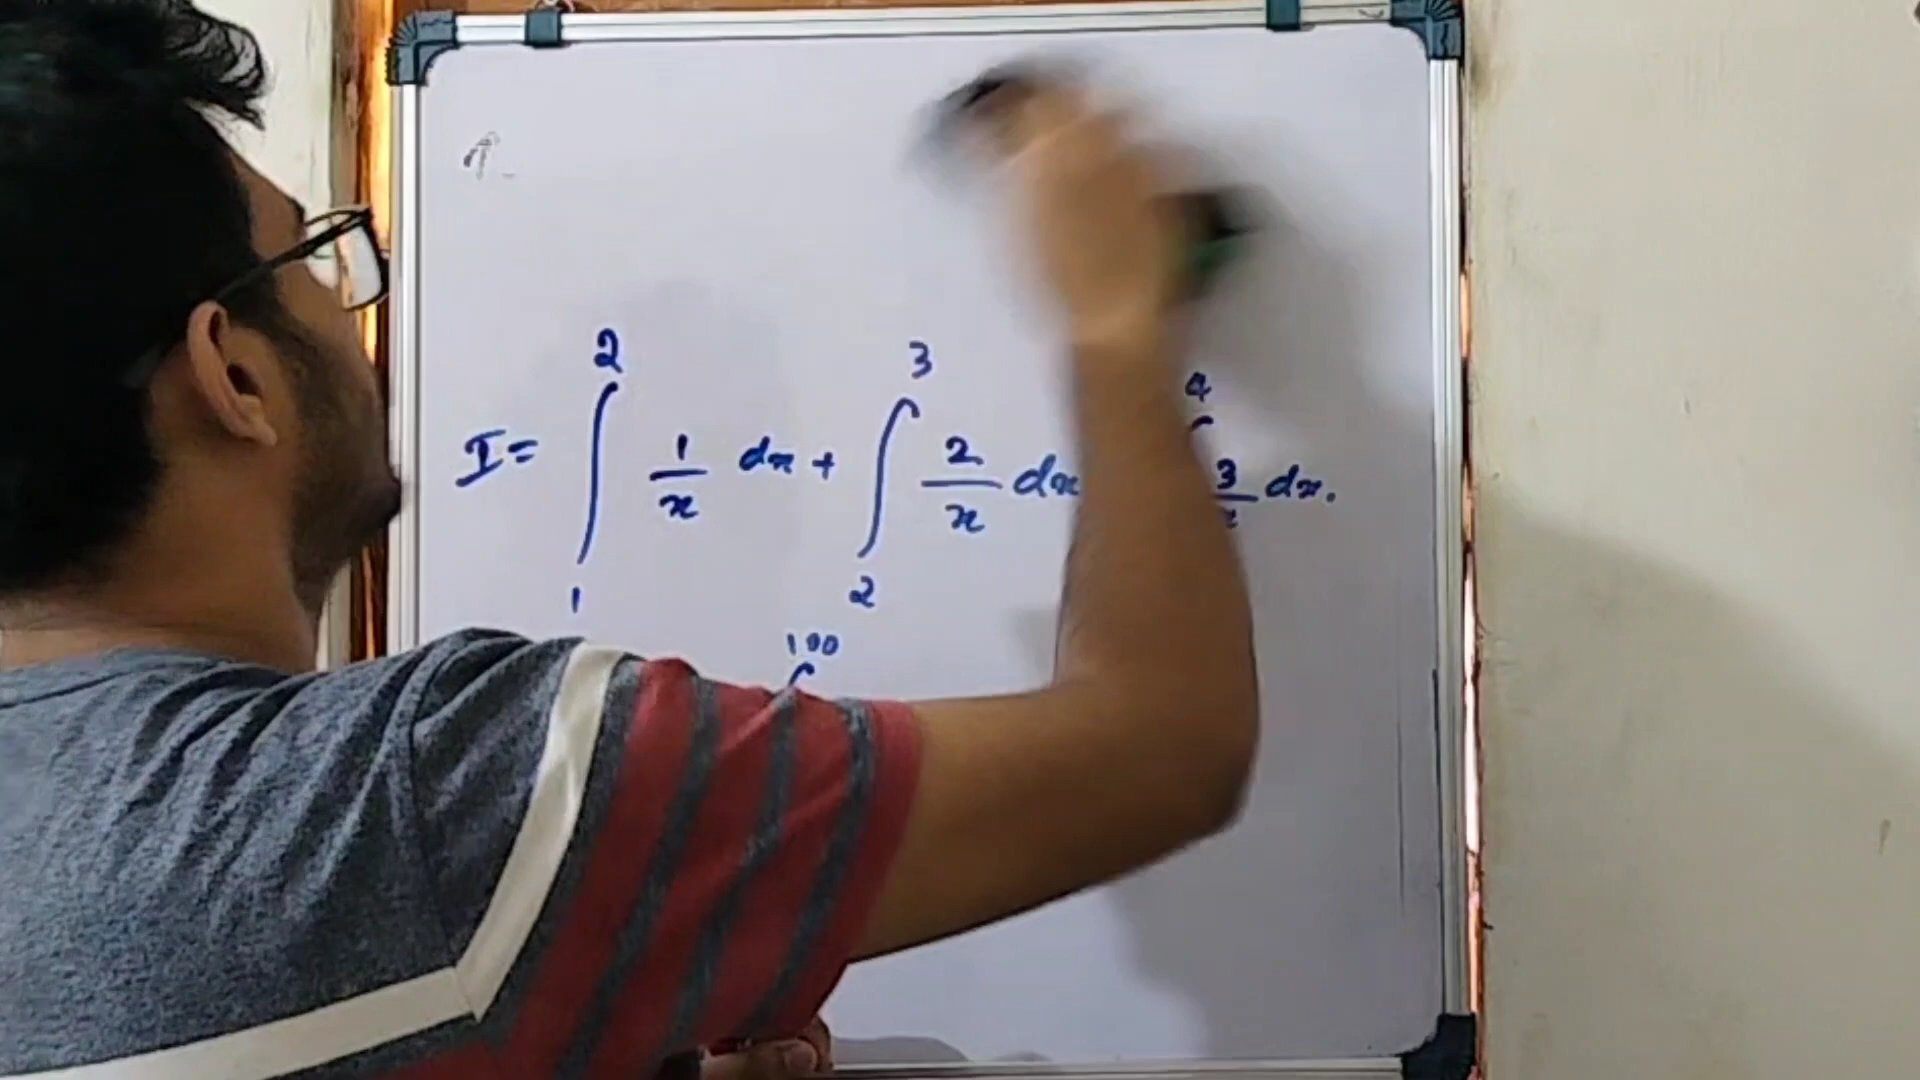 2 3 4
I = ∫ 1/x dx + ∫ 2/x dx ∫ 3/x dx.
1 2
100
∫